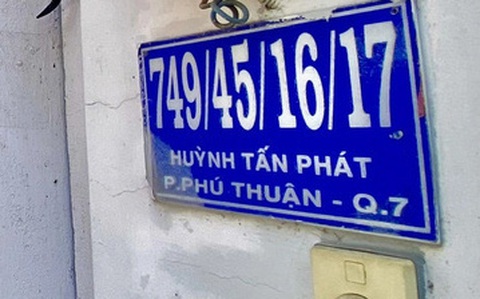 749/45/16/17
HUỲNH TẤN PHÁT
P.PHÚ THUẬN - Q.7